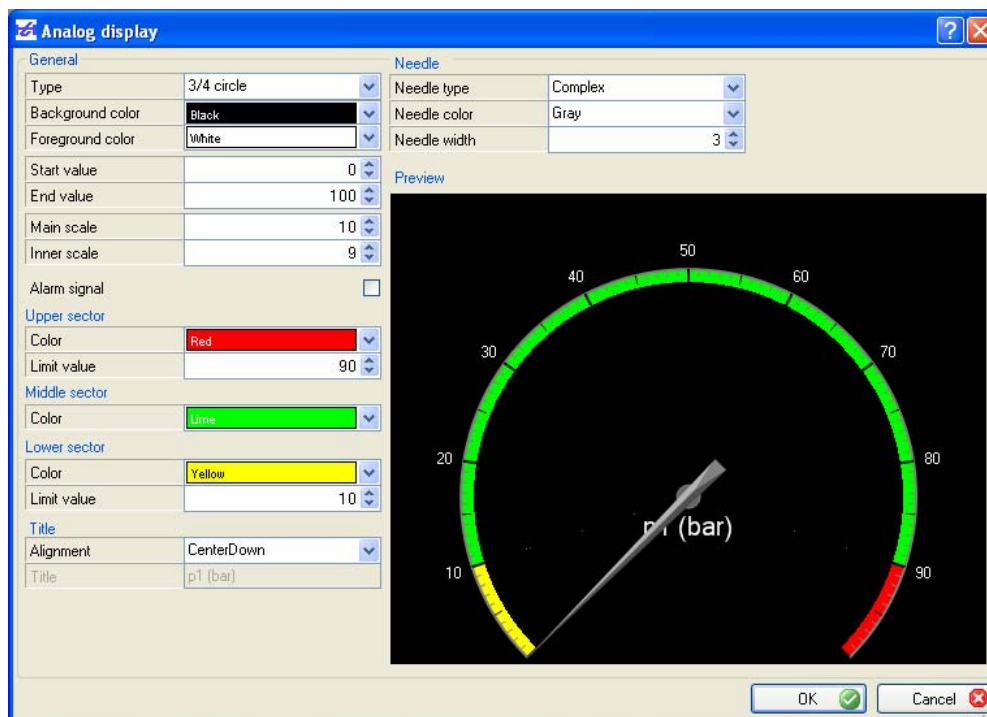 Analog display
General
Type 3/4 circle
Background color Black
Foreground color White
Start value 0
End value 100
Main scale 10
Inner scale 9
Alarm signal
Upper sector
Color Red
Limit value 90
Middle sector
Color Lime
Lower sector
Color Yellow
Limit value 10
Title
Alignment CenterDown
Title p1 (bar)
Needle
Needle type Complex
Needle color Gray
Needle width 3
Preview
50
40 60
30 70
20 80
p1 (bar)
10 90
OK Cancel